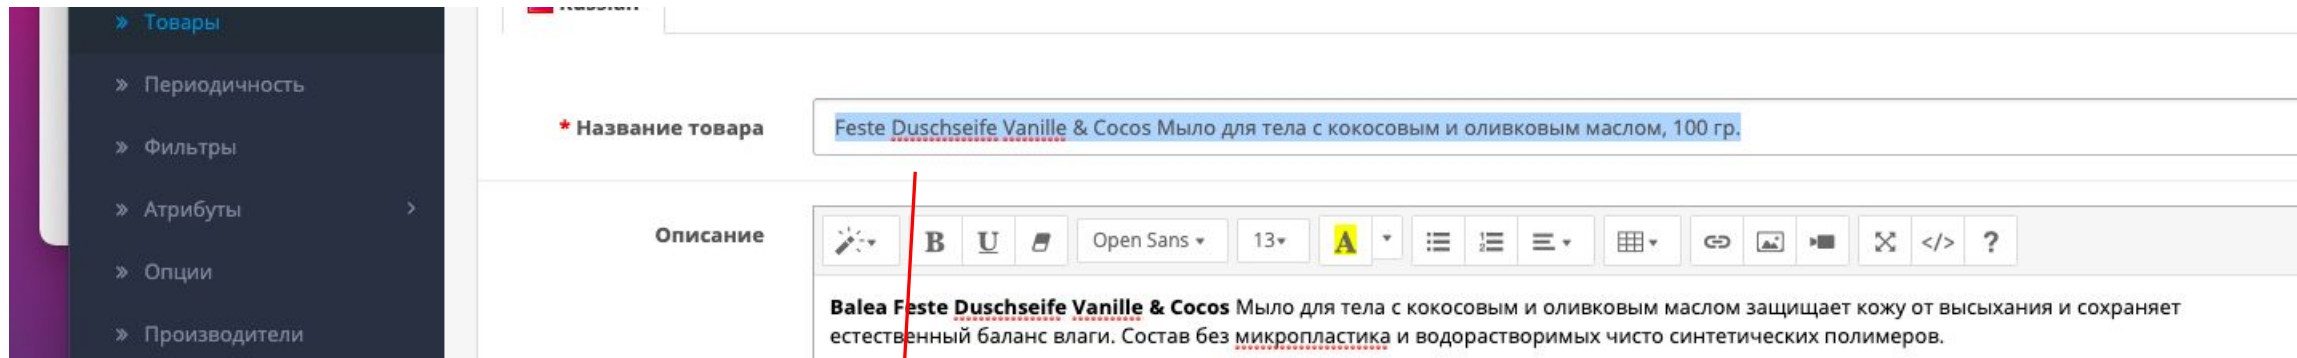 Товары
Периодичность
Фильтры
Атрибуты
Опции
Производители
Russian
* Название товара
Feste Duschseife Vanille & Cocos Мыло для тела с кокосовым и оливковым маслом, 100 гр.
Описание
B U Open Sans 13 A </> ?
Balea Feste Duschseife Vanille & Cocos Мыло для тела с кокосовым и оливковым маслом защищает кожу от высыхания и сохраняет
естественный баланс влаги. Состав без микропластика и водорастворимых чисто синтетических полимеров.